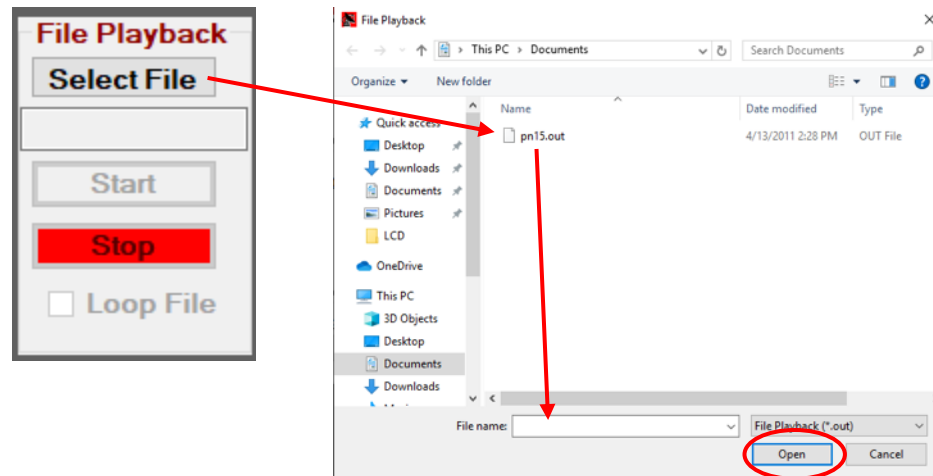 File Playback
Select File
Start
Stop
Loop File
File Playback
This PC > Documents
Search Documents
Organize
New folder
Name
Date modified
Type
Quick access
pn15.out
4/13/2011 2:28 PM
OUT File
Desktop
Downloads
Documents
Pictures
LCD
OneDrive
This PC
3D Objects
Desktop
Documents
Downloads
File name:
File Playback (*.out)
Open
Cancel